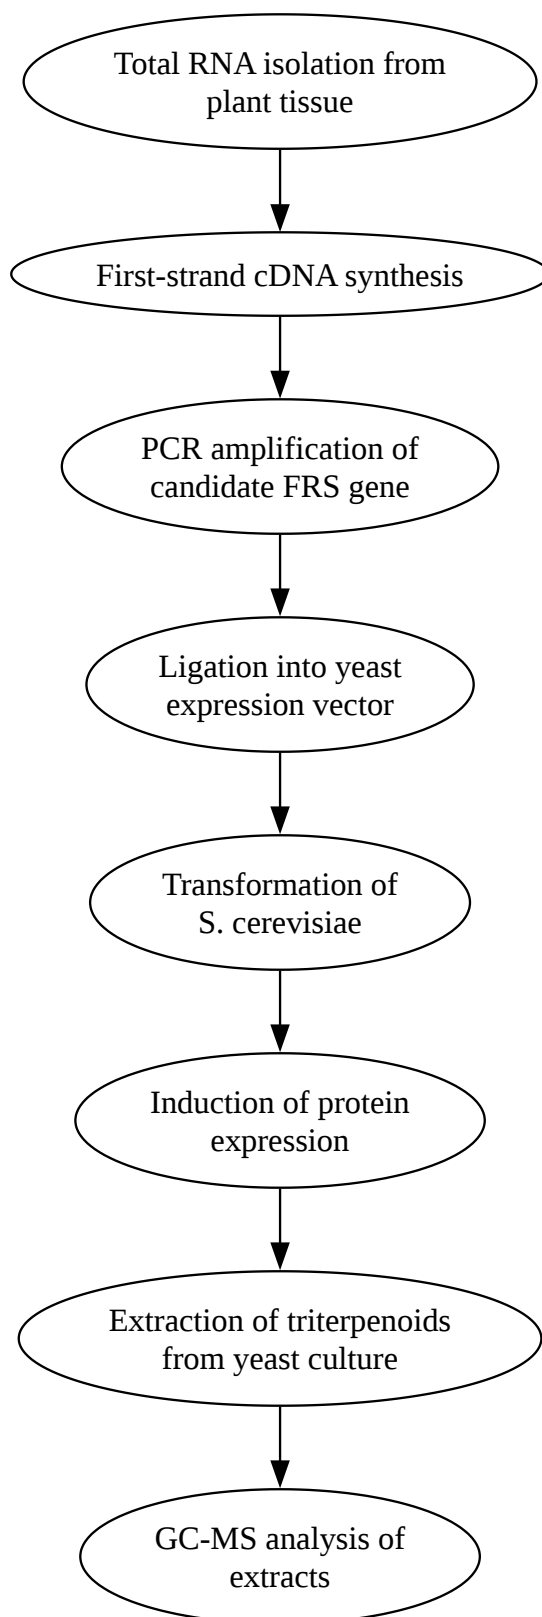 Total RNA isolation from
plant tissue
First-strand cDNA synthesis
PCR amplification of
candidate FRS gene
Ligation into yeast
expression vector
Transformation of
S. cerevisiae
Induction of protein
expression
Extraction of triterpenoids
from yeast culture
GC-MS analysis of
extracts